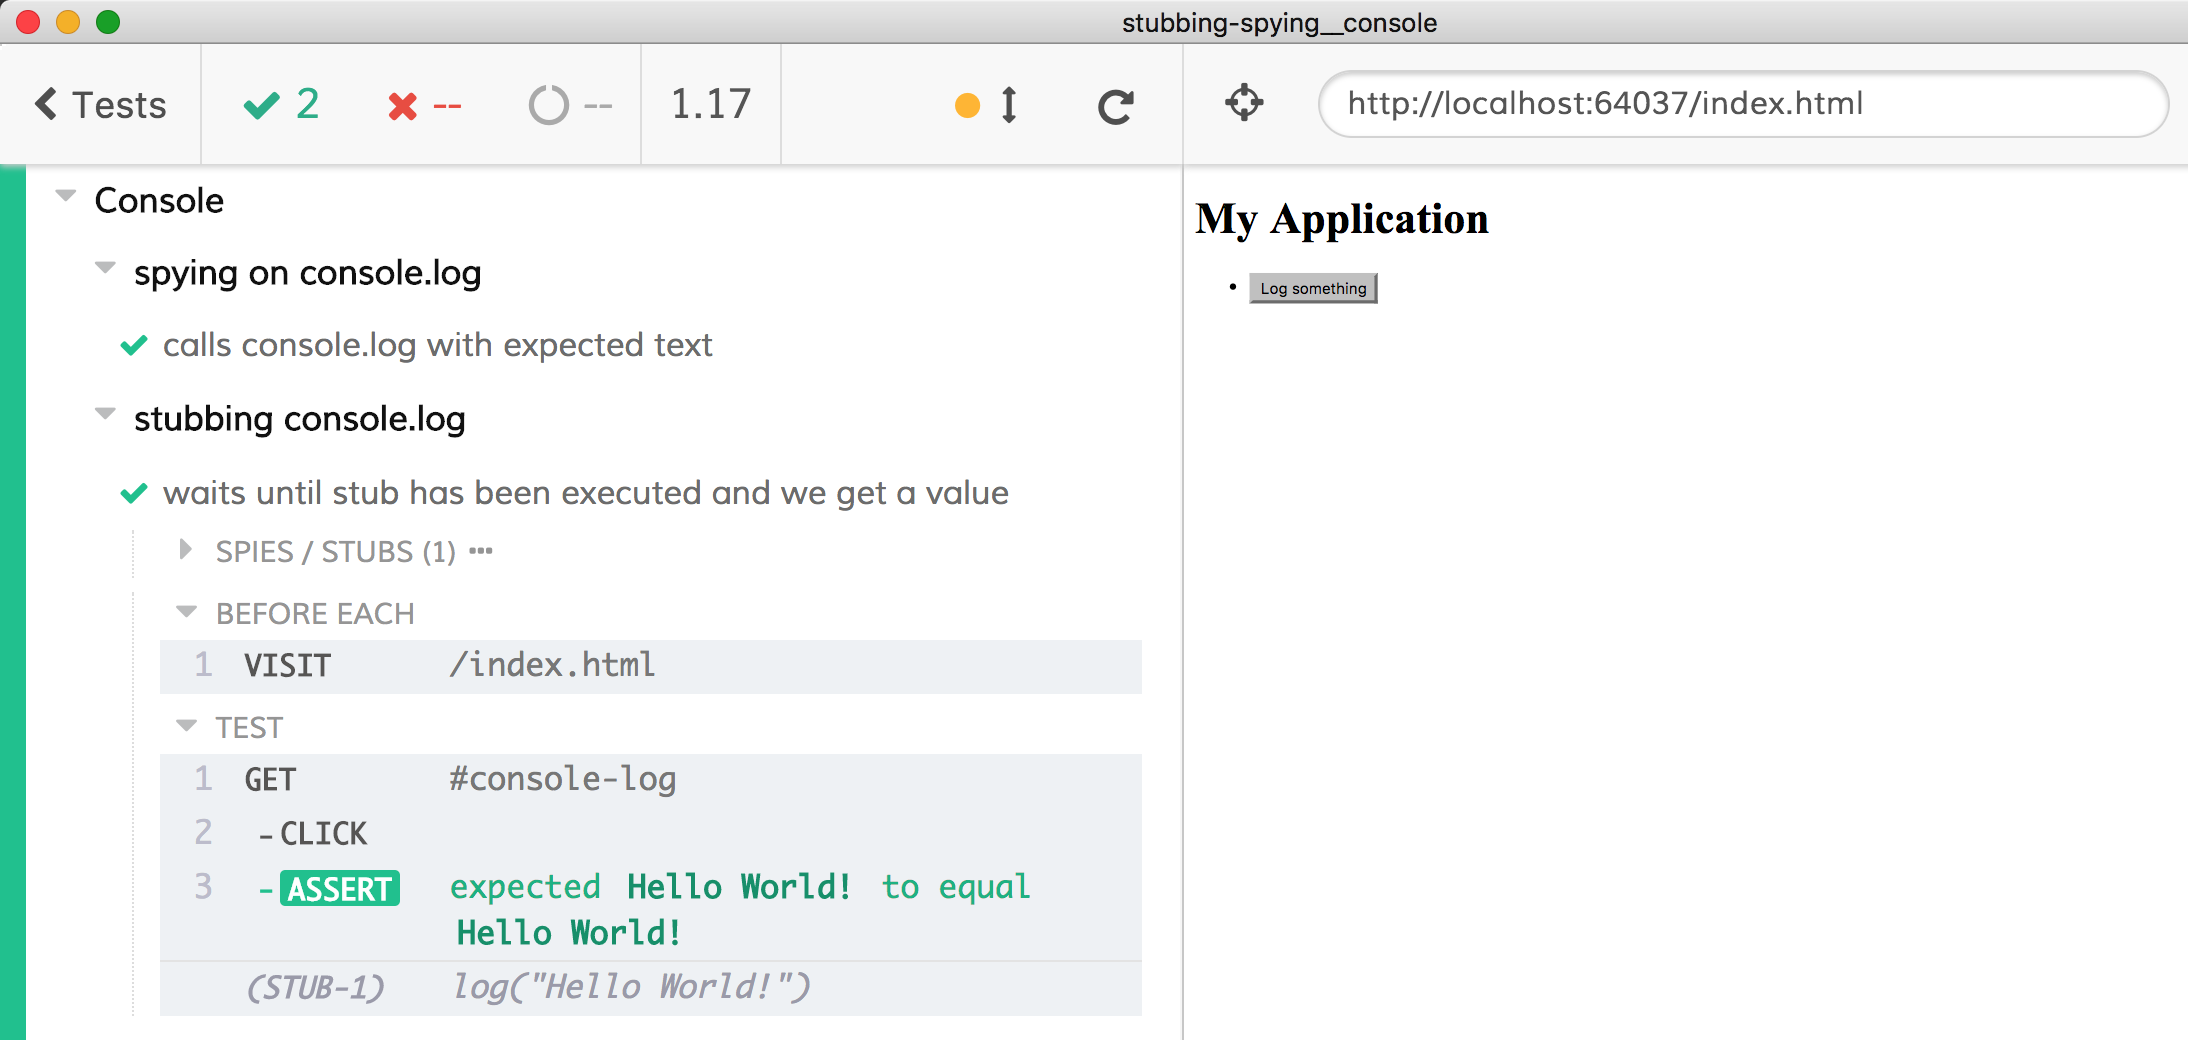 stubbing-spying__console
Tests 2 -- -- 1.17
http://localhost:64037/index.html
Console
spying on console.log
calls console.log with expected text
stubbing console.log
waits until stub has been executed and we get a value
SPIES / STUBS (1) •••
BEFORE EACH
1 VISIT /index.html
TEST
1 GET #console-log
2 -CLICK
3 -ASSERT expected Hello World! to equal
Hello World!
(STUB-1) log("Hello World!")
My Application
• Log something